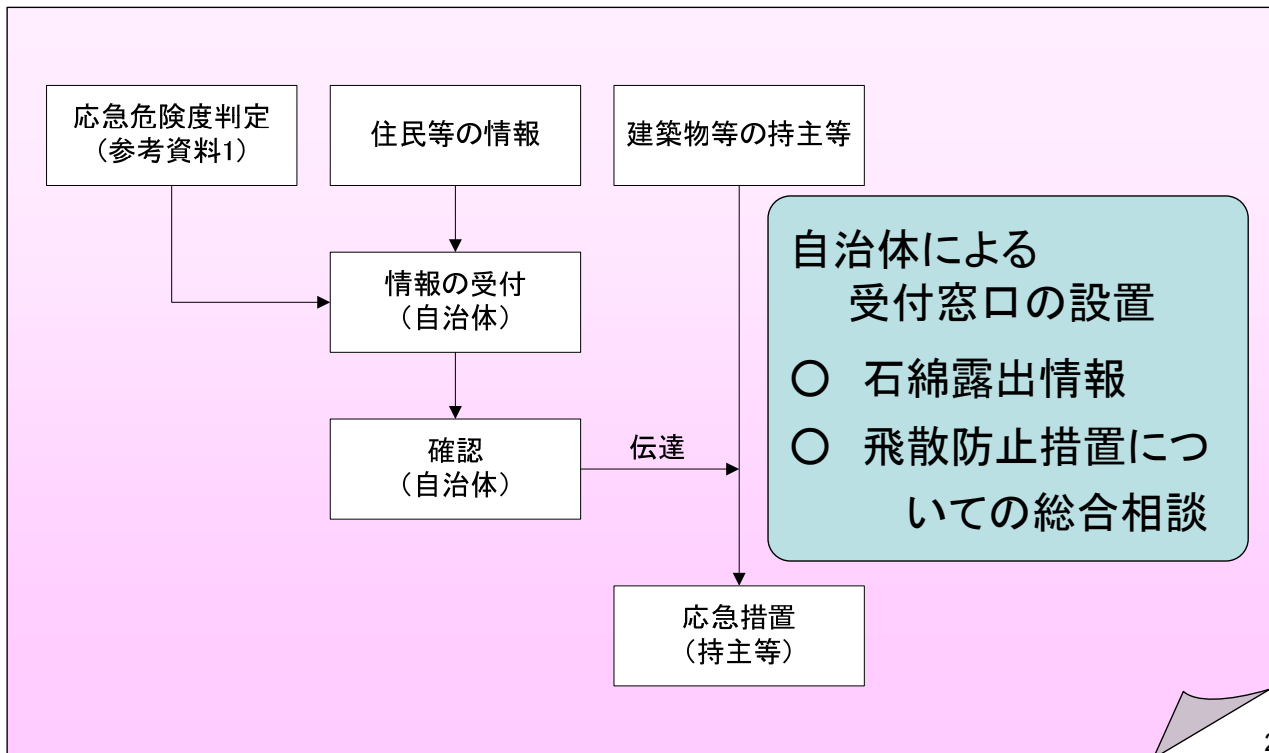 応急危険度判定
（参考資料1）
住民等の情報
建築物等の持主等
情報の受付
（自治体）
確認
（自治体）
伝達
応急措置
（持主等）
自治体による
受付窓口の設置
○ 石綿露出情報
○ 飛散防止措置につ
いての総合相談